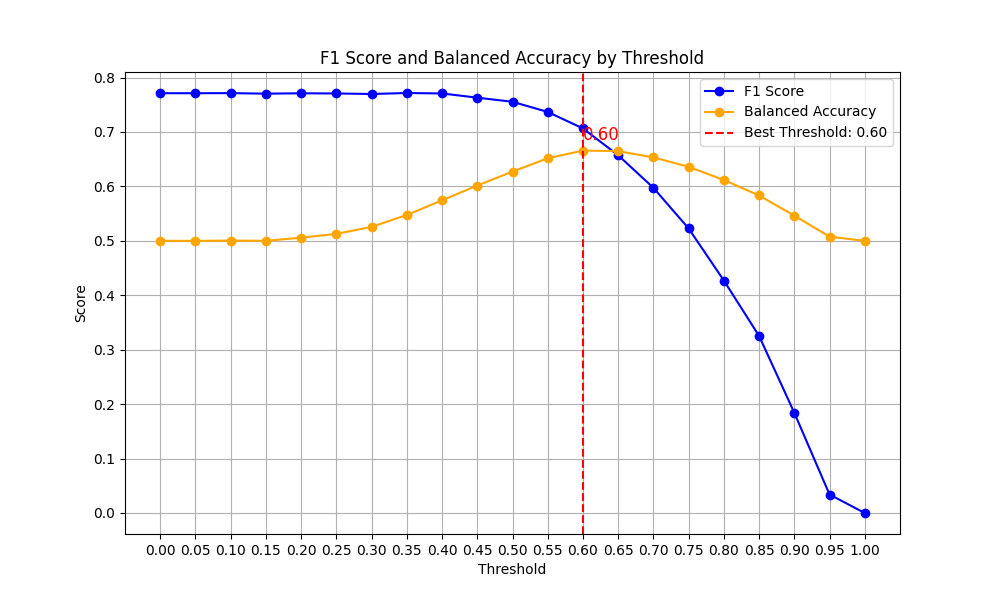 F1 Score and Balanced Accuracy by Threshold
Score
0.8
0.7
0.6
0.5
0.4
0.3
0.2
0.1
0.0
F1 Score
Balanced Accuracy
Best Threshold: 0.60
0.60
0.00 0.05 0.10 0.15 0.20 0.25 0.30 0.35 0.40 0.45 0.50 0.55 0.60 0.65 0.70 0.75 0.80 0.85 0.90 0.95 1.00
Threshold